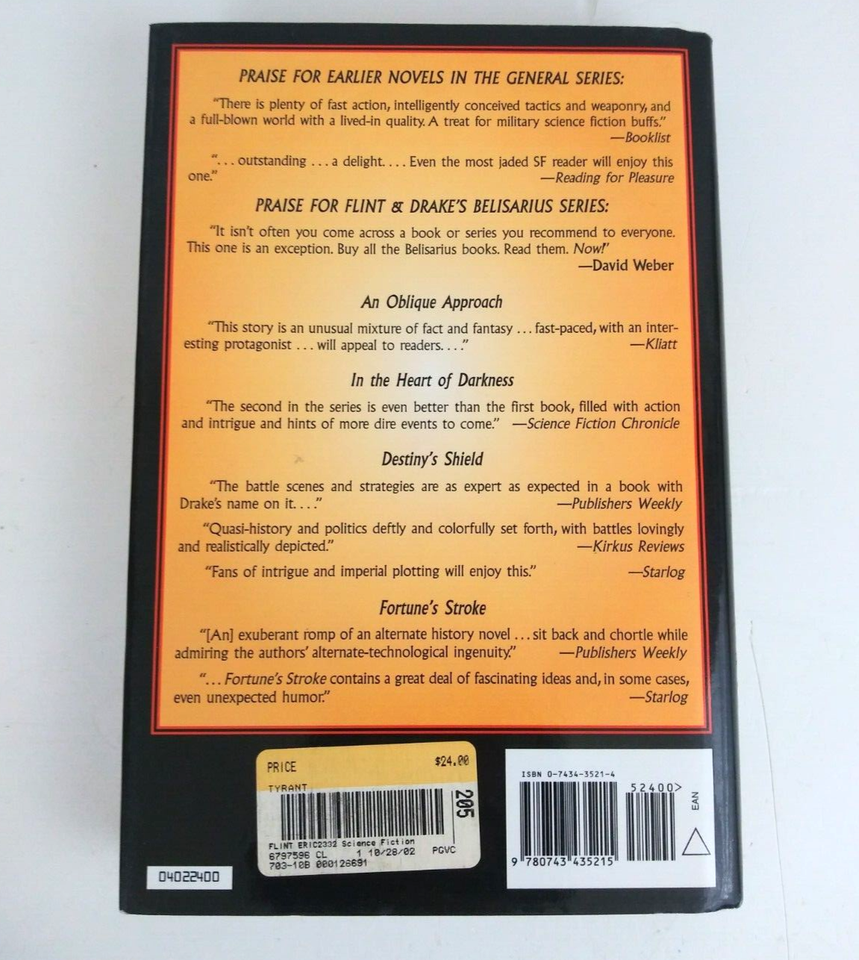 PRAISE FOR EARLIER NOVELS IN THE GENERAL SERIES:
“There is plenty of fast action, intelligently conceived tactics and weaponry, and
a full-blown world with a lived-in quality. A treat for military science fiction buffs.”
—Booklist
“. . . outstanding . . . a delight. . . . Even the most jaded SF reader will enjoy this
one.” —Reading for Pleasure
PRAISE FOR FLINT & DRAKE’S BELISARIUS SERIES:
“It isn’t often you come across a book or series you recommend to everyone.
This one is an exception. Buy all the Belisarius books. Read them. Now!”
—David Weber
An Oblique Approach
“This story is an unusual mixture of fact and fantasy . . . fast-paced, with an inter-
esting protagonist . . . will appeal to readers. . . .” —Kliatt
In the Heart of Darkness
“The second in the series is even better than the first book, filled with action
and intrigue and hints of more dire events to come.” —Science Fiction Chronicle
Destiny’s Shield
“The battle scenes and strategies are as expert as expected in a book with
Drake’s name on it. . . .” —Publishers Weekly
“Quasi-history and politics deftly and colorfully set forth, with battles lovingly
and realistically depicted.” —Kirkus Reviews
“Fans of intrigue and imperial plotting will enjoy this.” —Starlog
Fortune’s Stroke
“[An] exuberant romp of an alternate history novel . . . sit back and chortle while
admiring the authors’ alternate-technological ingenuity.” —Publishers Weekly
“. . . Fortune’s Stroke contains a great deal of fascinating ideas and, in some cases,
even unexpected humor.” —Starlog
PRICE $24.00
TYRANT
205
FLINT ERIC2332 Science Fiction
6797596 CL 1 10/28/02 PGVC
703-10B 000126691
ISBN 0-7434-3521-4
52400>
EAN
9 780743 435215
04022400